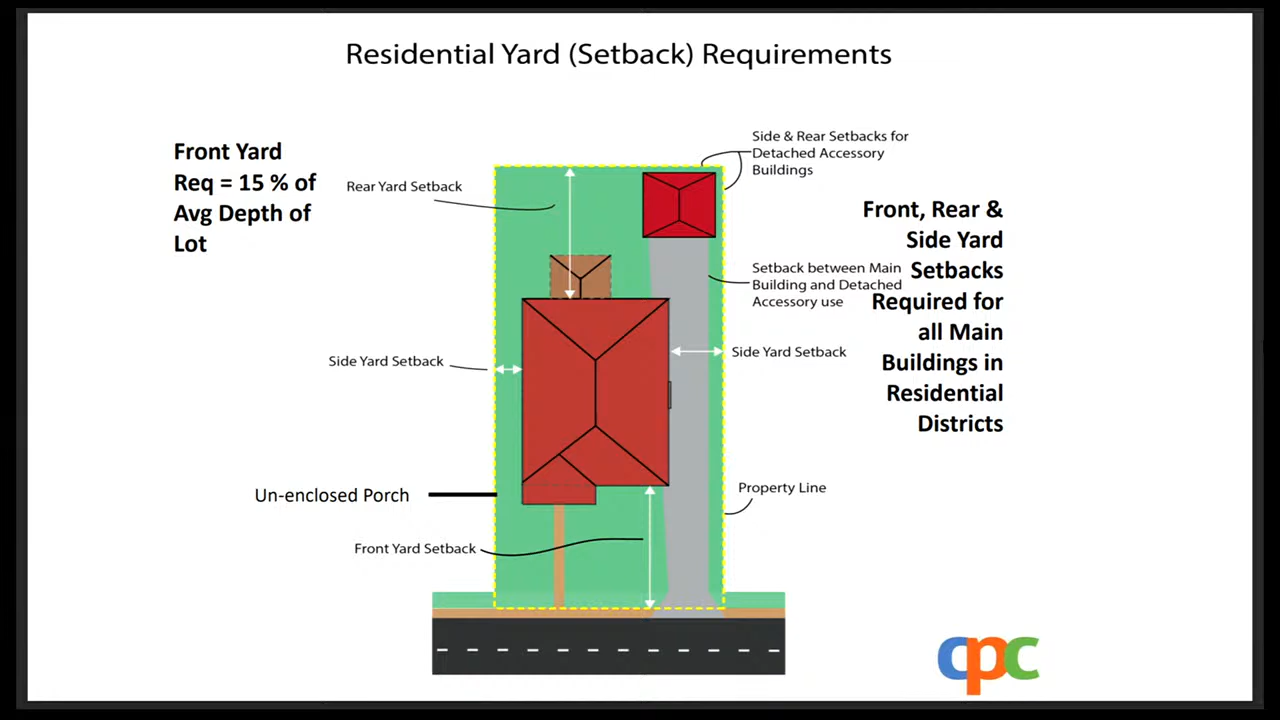 Residential Yard (Setback) Requirements
Front Yard
Req = 15 % of
Avg Depth of
Lot
Rear Yard Setback
Side & Rear Setbacks for
Detached Accessory
Buildings
Front, Rear &
Side Yard
Setbacks
Required for
all Main
Buildings in
Residential
Districts
Setback between Main
Building and Detached
Accessory use
Side Yard Setback
Side Yard Setback
Un-enclosed Porch
Property Line
Front Yard Setback
cpc